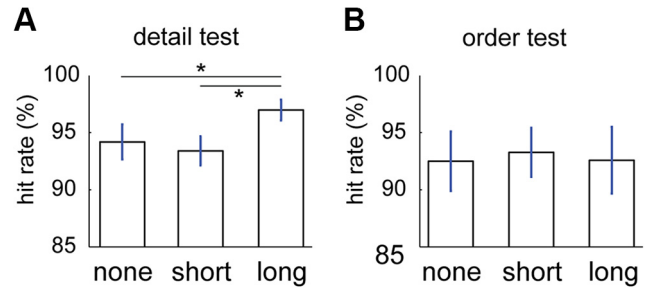 A
detail test
hit rate (%)
100
95
90
85
*
*
none short long
B
order test
hit rate (%)
100
95
90
85
none short long